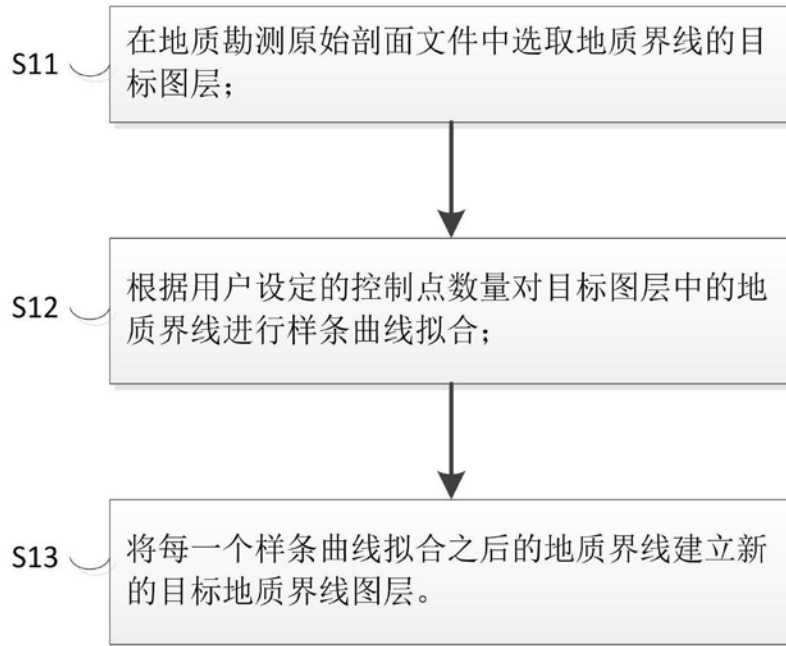 S11
在地质勘测原始剖面文件中选取地质界线的目
标图层；
S12
根据用户设定的控制点数量对目标图层中的地
质界线进行样条曲线拟合；
S13
将每一个样条曲线拟合之后的地质界线建立新
的目标地质界线图层。